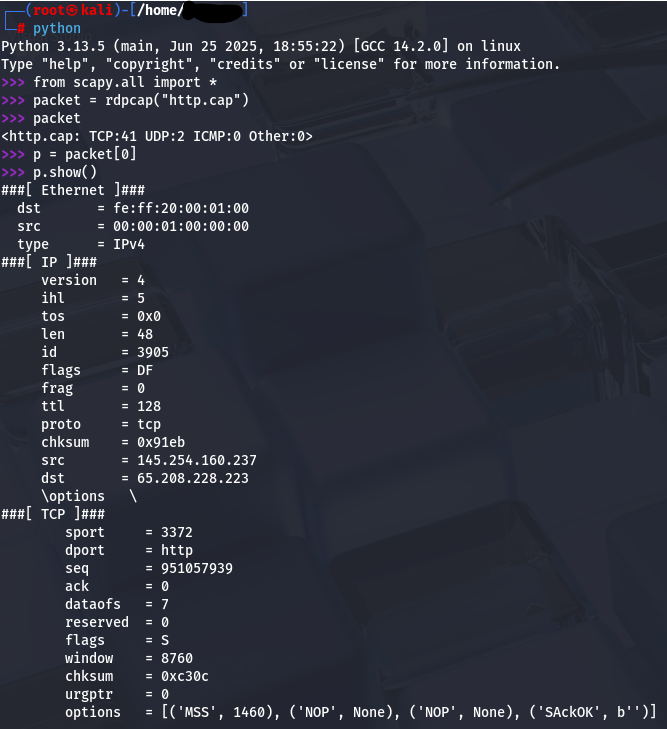 ┌──(root㉿kali)-[/home/ ]
└─# python
Python 3.13.5 (main, Jun 25 2025, 18:55:22) [GCC 14.2.0] on linux
Type "help", "copyright", "credits" or "license" for more information.
>>> from scapy.all import *
>>> packet = rdpcap("http.cap")
>>> packet
<http.cap: TCP:41 UDP:2 ICMP:0 Other:0>
>>> p = packet[0]
>>> p.show()
###[ Ethernet ]###
  dst       = fe:ff:20:00:01:00
  src       = 00:00:01:00:00:00
  type      = IPv4
###[ IP ]###
     version   = 4
     ihl       = 5
     tos       = 0x0
     len       = 48
     id        = 3905
     flags     = DF
     frag      = 0
     ttl       = 128
     proto     = tcp
     chksum    = 0x91eb
     src       = 145.254.160.237
     dst       = 65.208.228.223
     \options   \
###[ TCP ]###
        sport     = 3372
        dport     = http
        seq       = 951057939
        ack       = 0
        dataofs   = 7
        reserved  = 0
        flags     = S
        window    = 8760
        chksum    = 0xc30c
        urgptr    = 0
        options   = [('MSS', 1460), ('NOP', None), ('NOP', None), ('SAckOK', b'')]